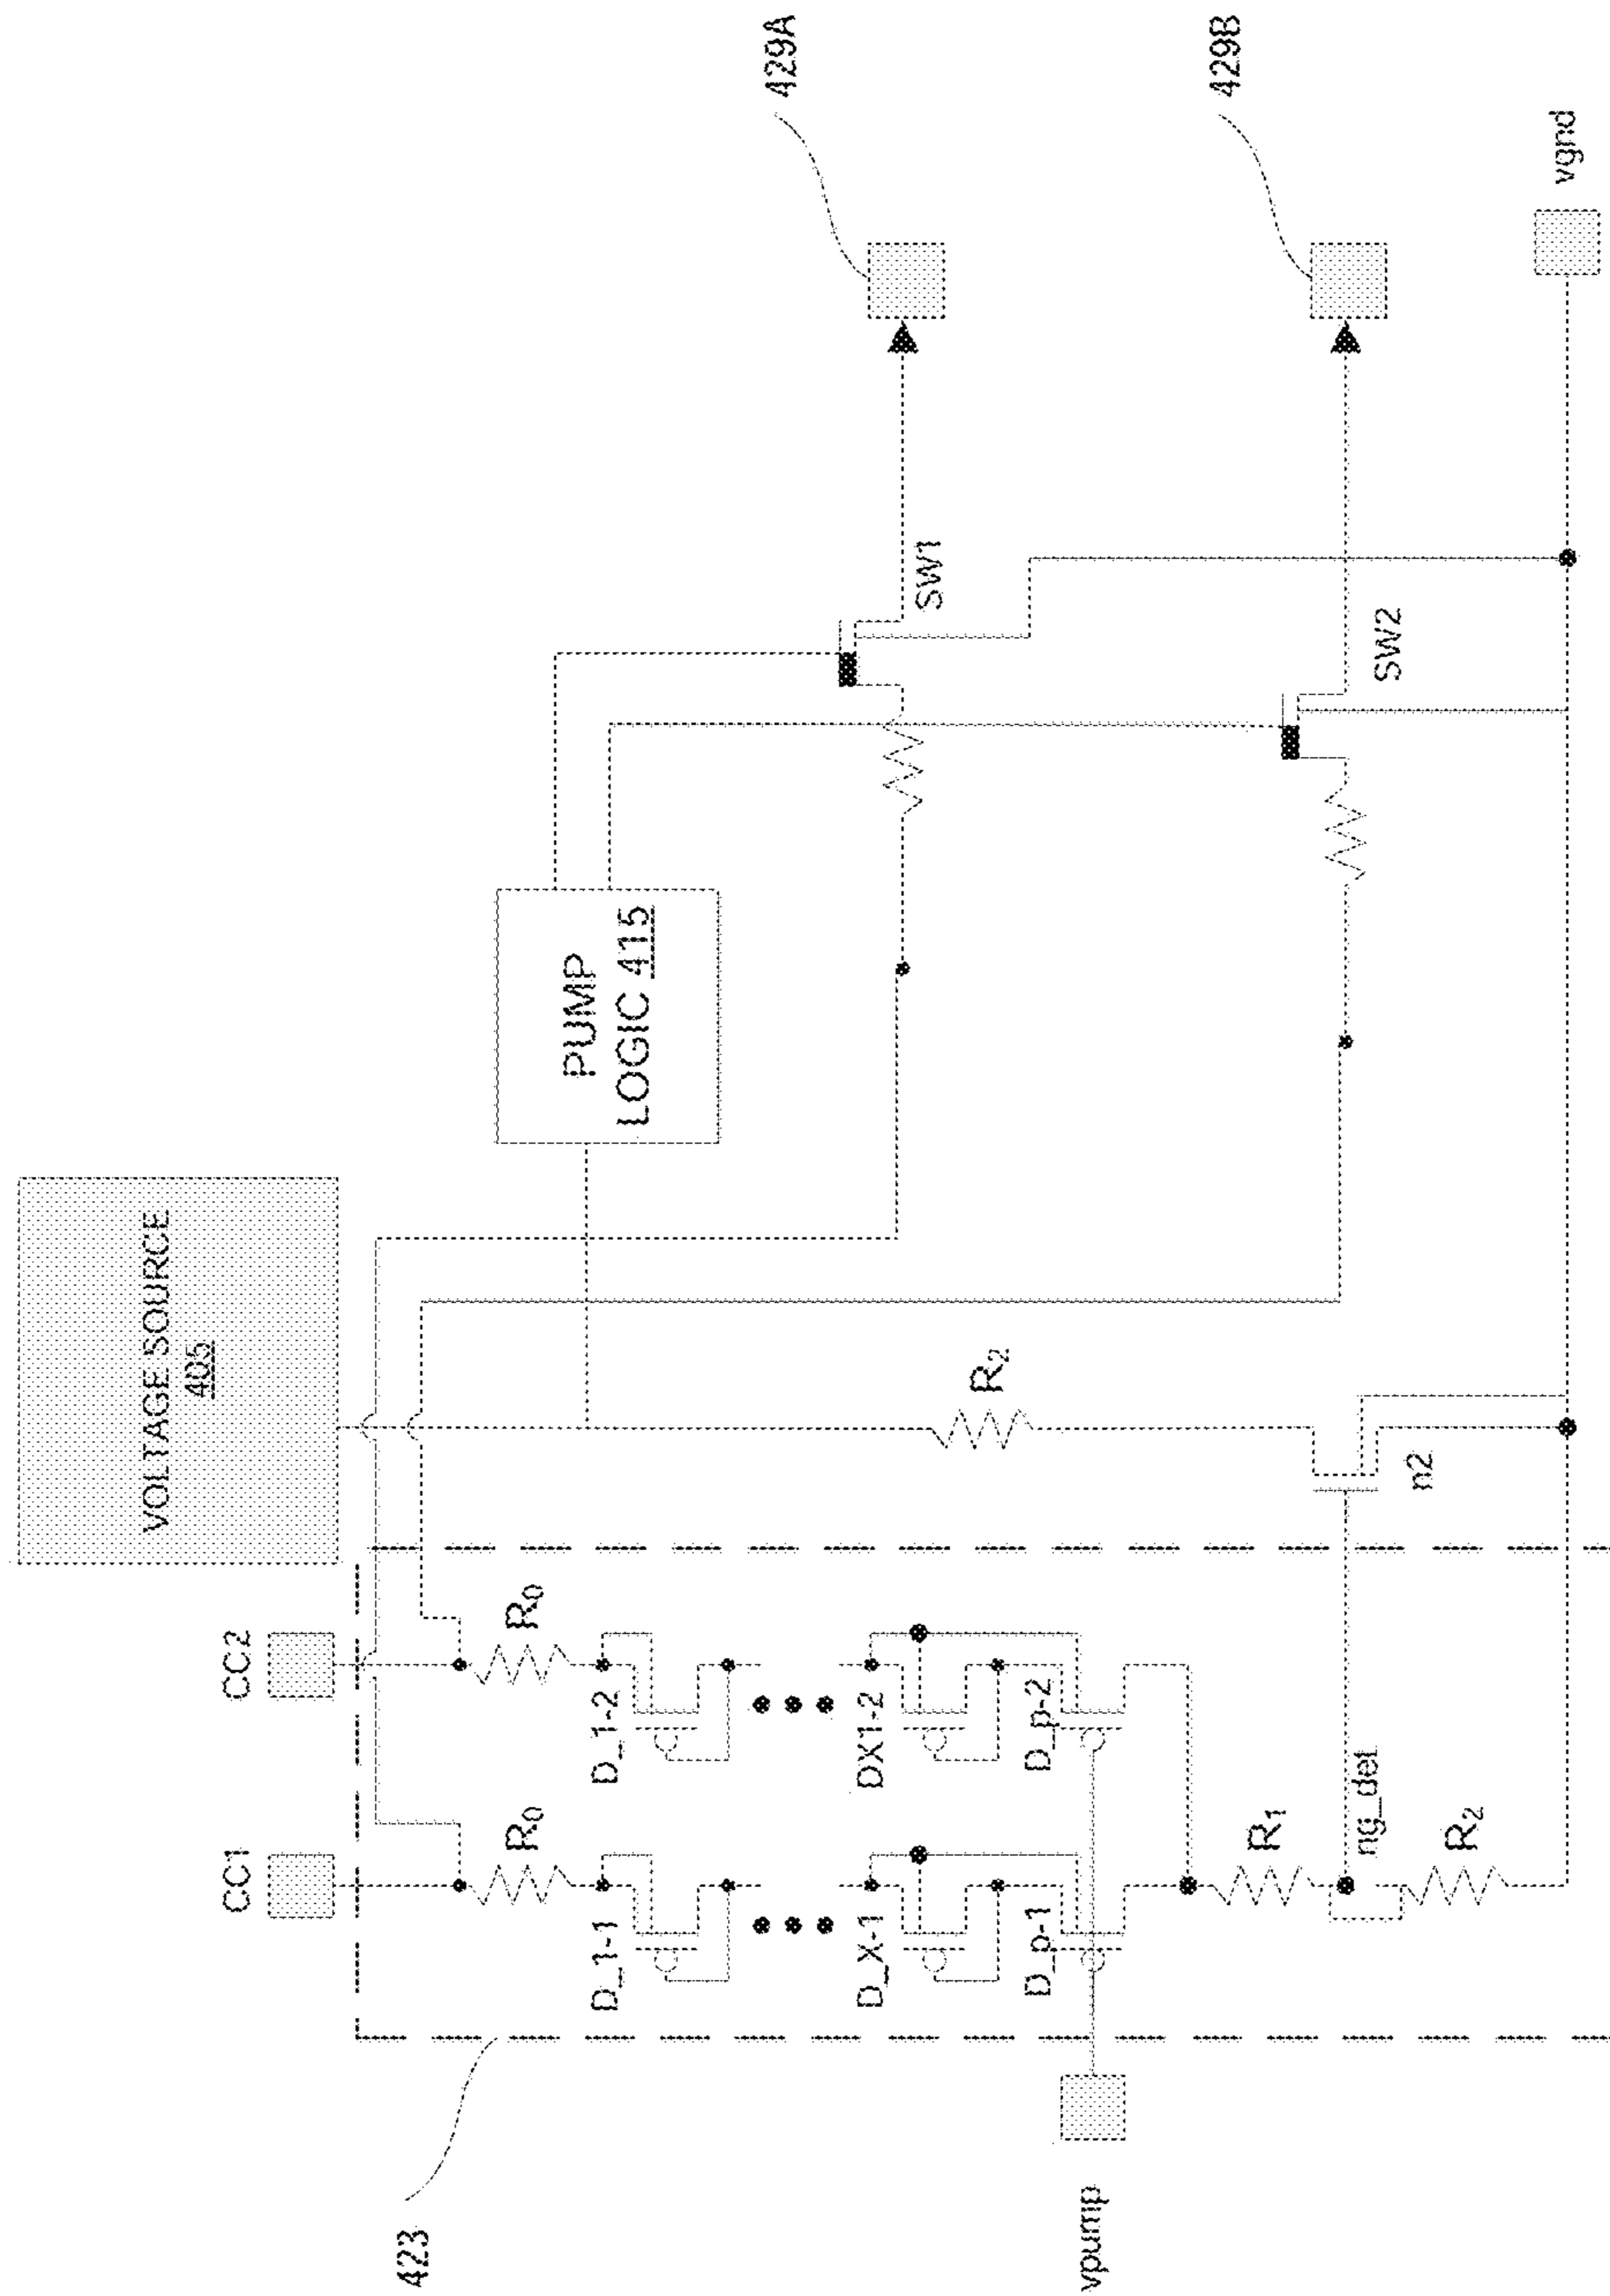 VOLTAGE SOURCE
405
CC1
CC2
423
R0
R0
PUMP
LOGIC 415
D_1-1
D_1-2
429A
SW1
D_X-1
DX1-2
R2
D_p-1
D_p-2
vpump
R1
429B
ng_det
SW2
n2
R2
vgnd